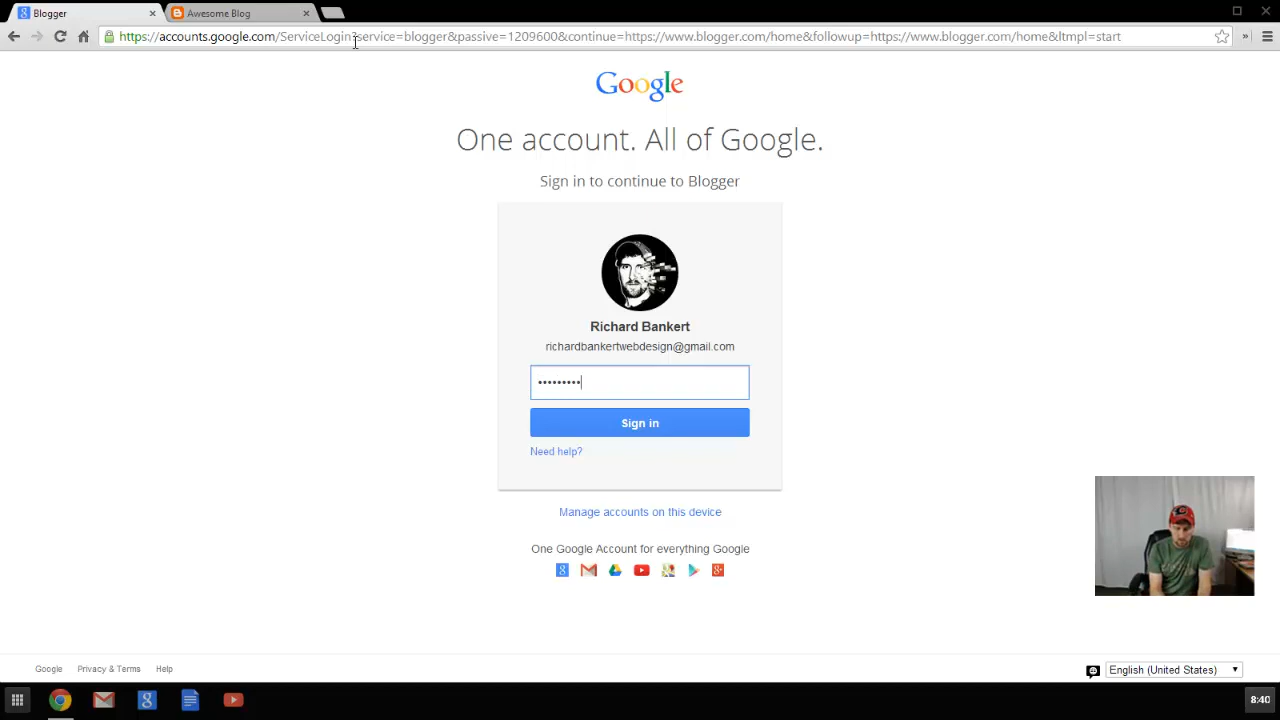 Blogger
Awesome Blog
https://accounts.google.com/ServiceLogin?service=blogger&passive=1209600&continue=https://www.blogger.com/home&followup=https://www.blogger.com/home&ltmpl=start
Google
One account. All of Google.
Sign in to continue to Blogger
Richard Bankert
richardbankertwebdesign@gmail.com
•••••••••
Sign in
Need help?
Manage accounts on this device
One Google Account for everything Google
Google Privacy & Terms Help
English (United States)
8:40